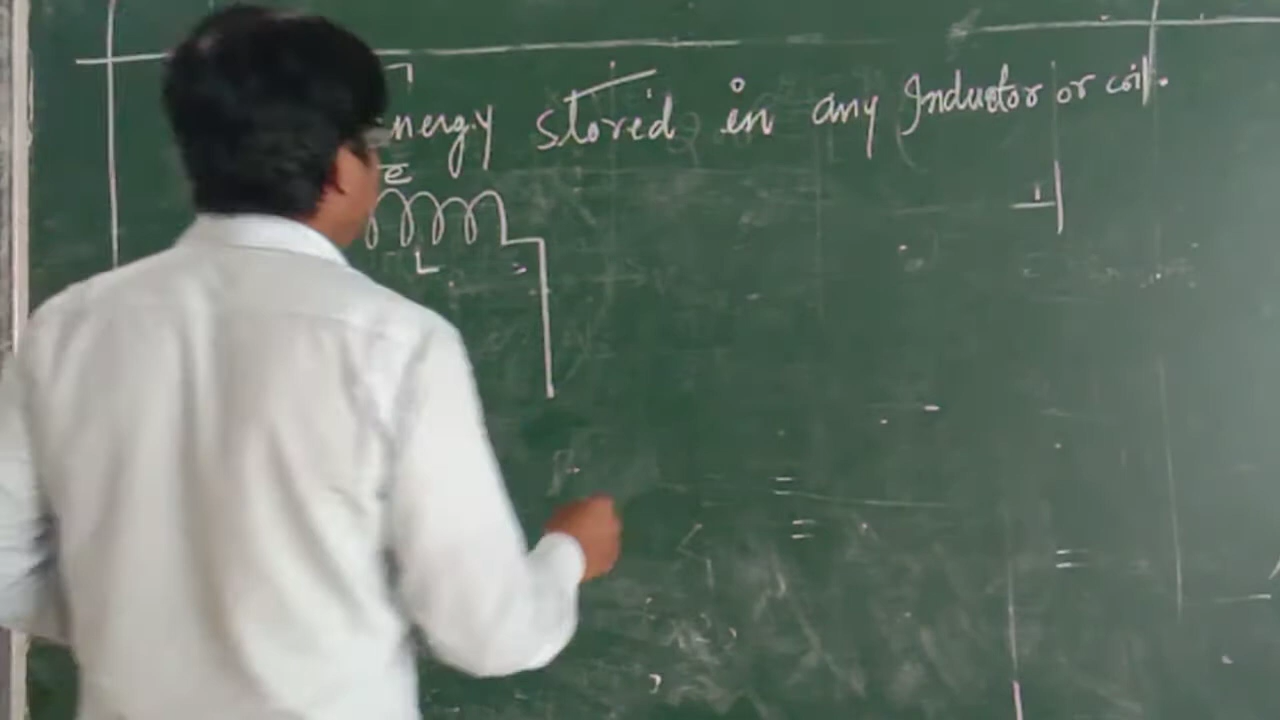 nergy stored in any Inductor or coil.
e
L
=
=
=